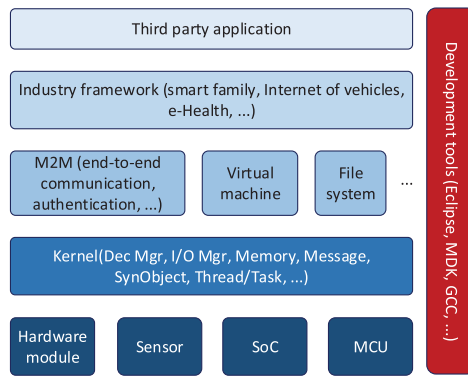 Third party application
Industry framework (smart family, Internet of vehicles,
e-Health, ...)
M2M (end-to-end
communication,
authentication, ...)
Virtual
machine
File
system
...
Kernel(Dec Mgr, I/O Mgr, Memory, Message,
SynObject, Thread/Task, ...)
Hardware
module
Sensor
SoC
MCU
Development tools (Eclipse, MDK, GCC, ...)